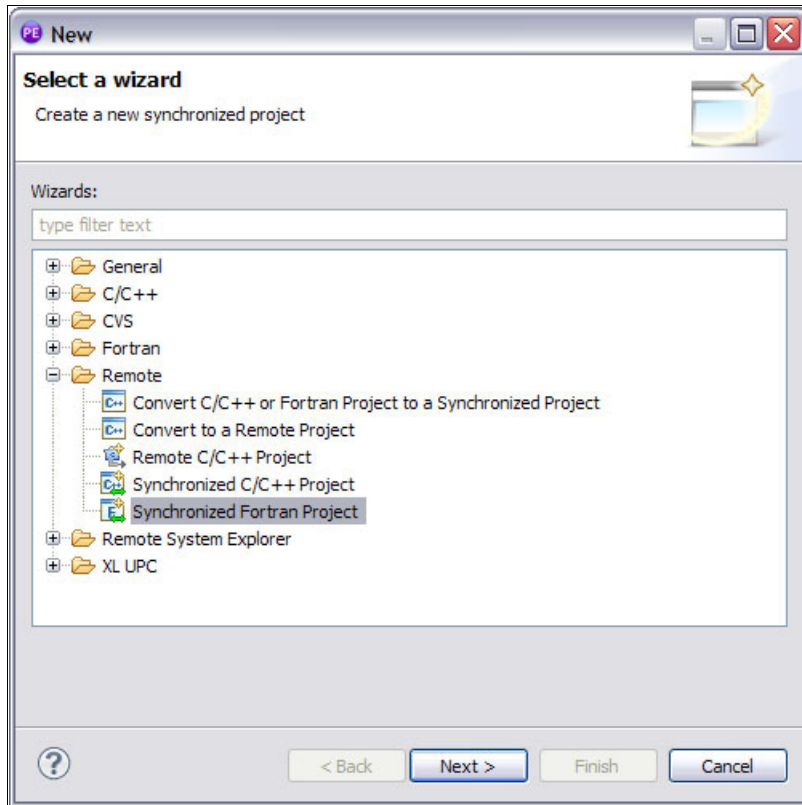 PE New
Select a wizard
Create a new synchronized project
Wizards:
type filter text
General
C/C++
CVS
Fortran
Remote
C++ Convert C/C++ or Fortran Project to a Synchronized Project
C++ Convert to a Remote Project
Remote C/C++ Project
C++ Synchronized C/C++ Project
F Synchronized Fortran Project
Remote System Explorer
XL UPC
? < Back Next > Finish Cancel